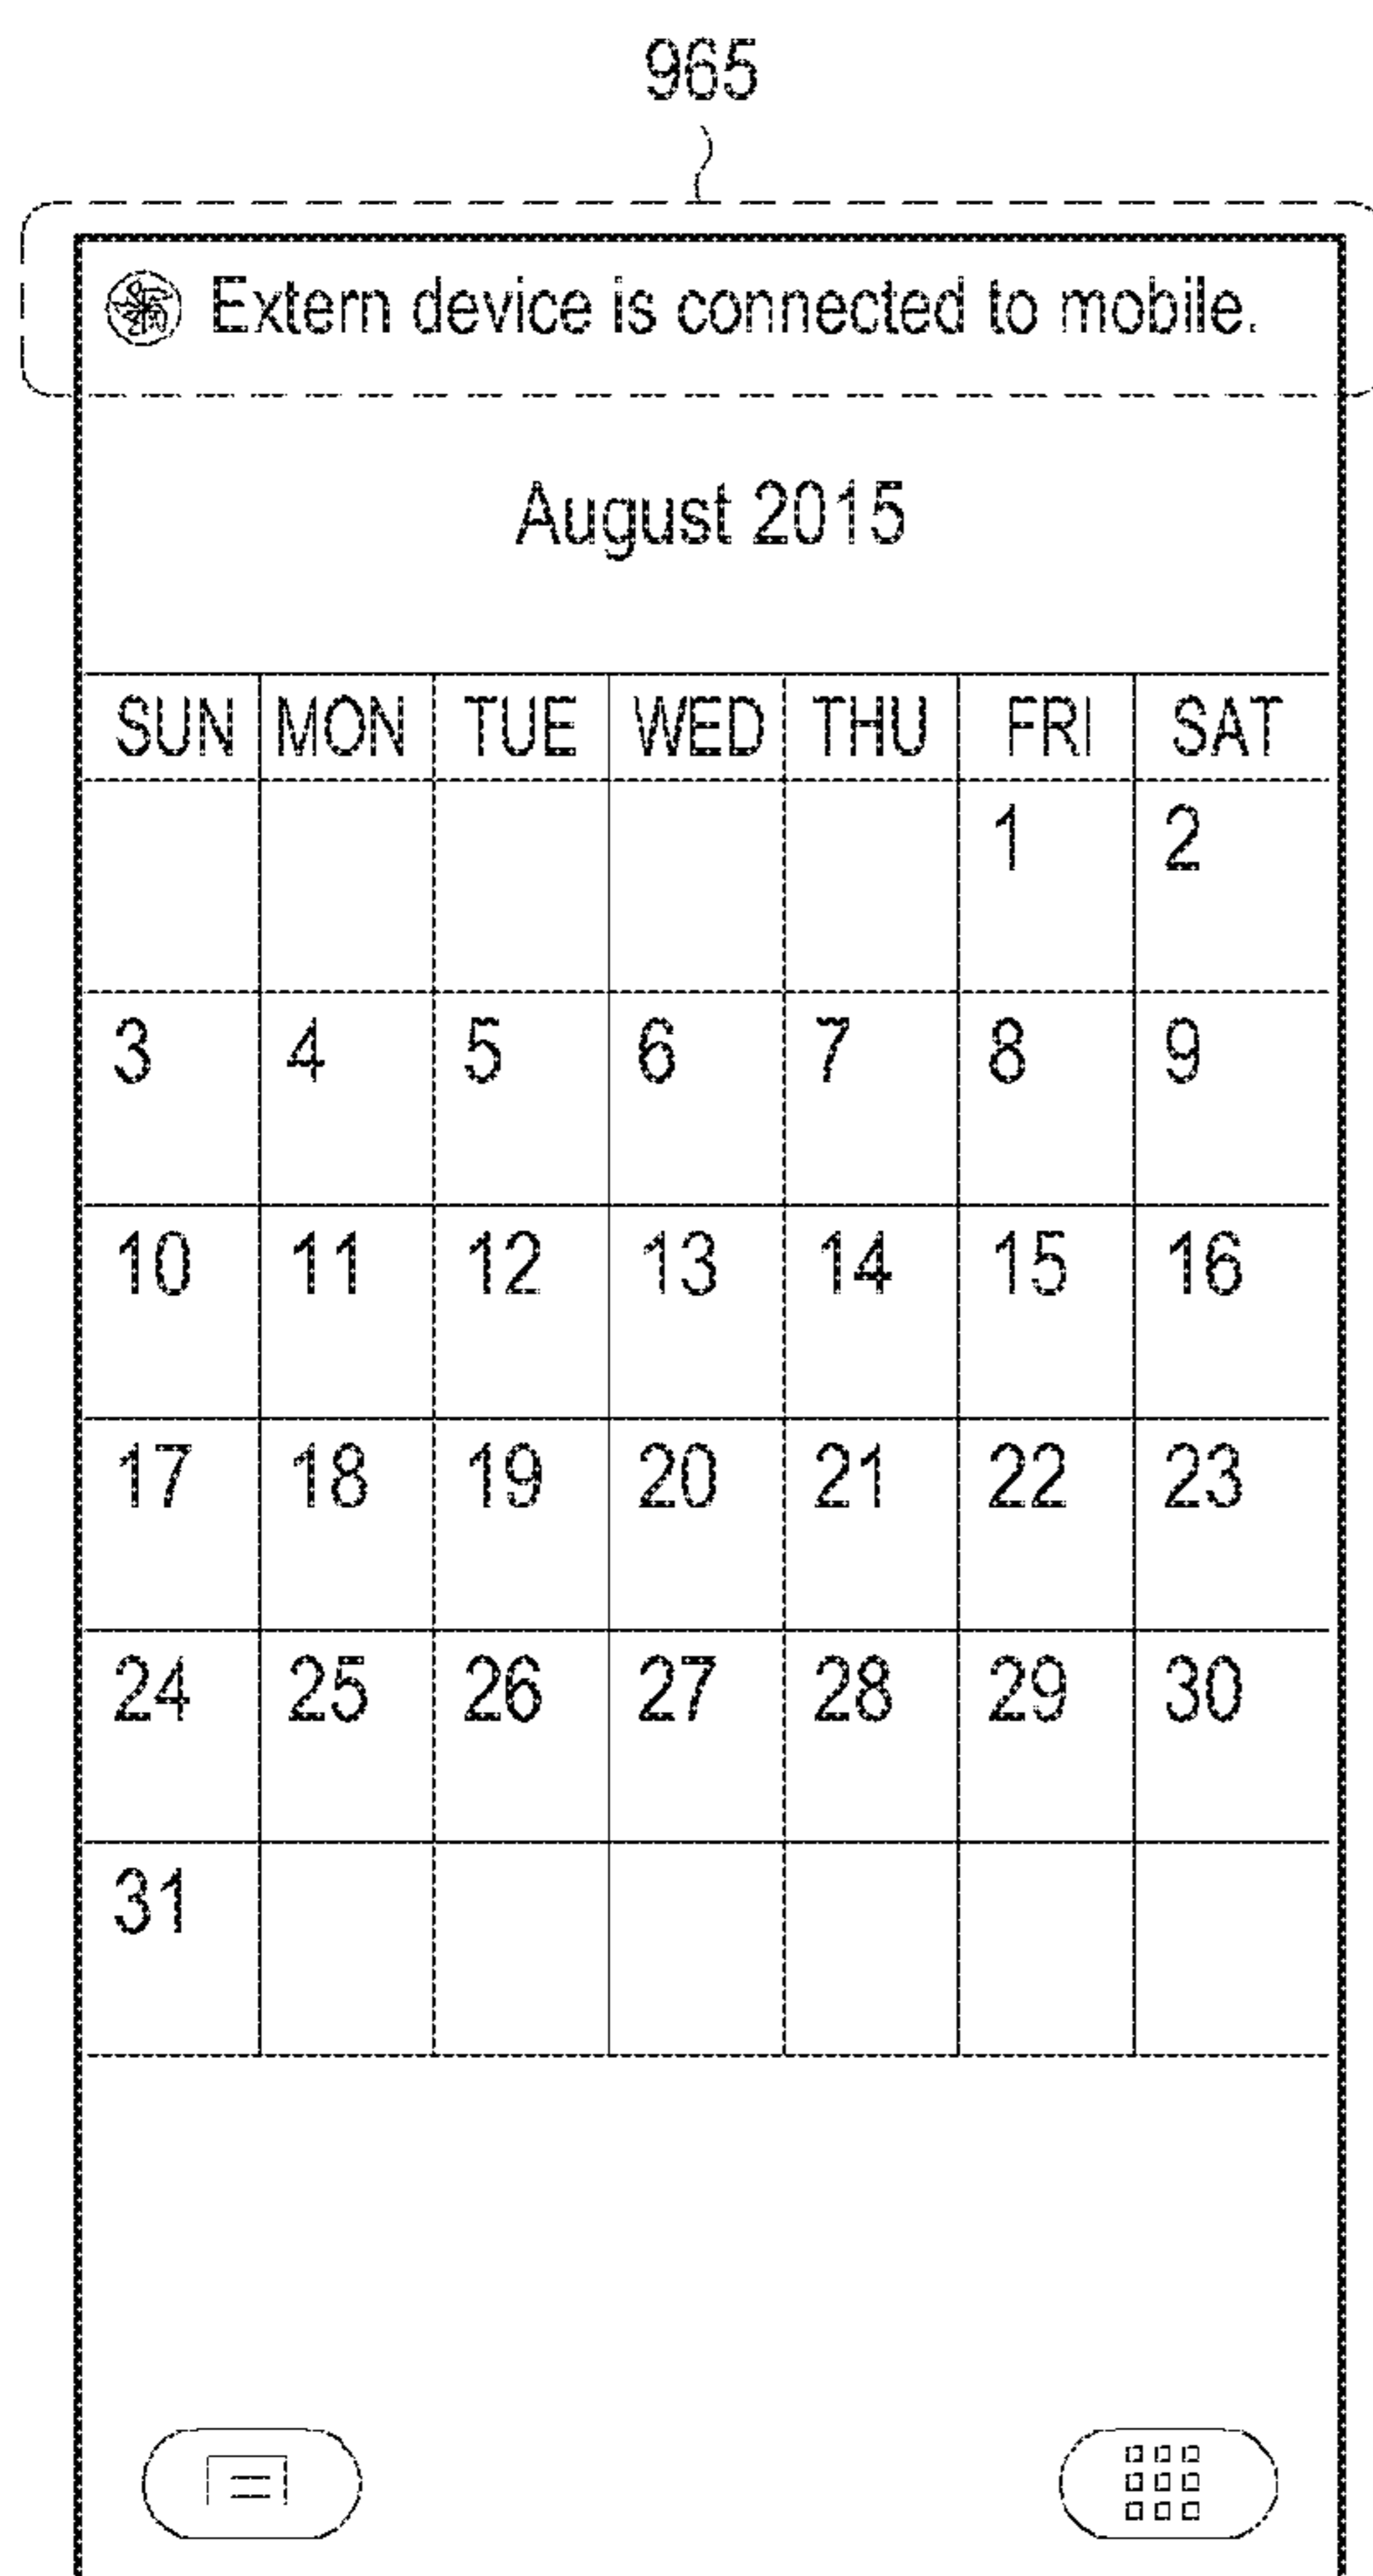 965
Extern device is connected to mobile.
August 2015
SUN MON TUE WED THU FRI SAT
1 2
3 4 5 6 7 8 9
10 11 12 13 14 15 16
17 18 19 20 21 22 23
24 25 26 27 28 29 30
31